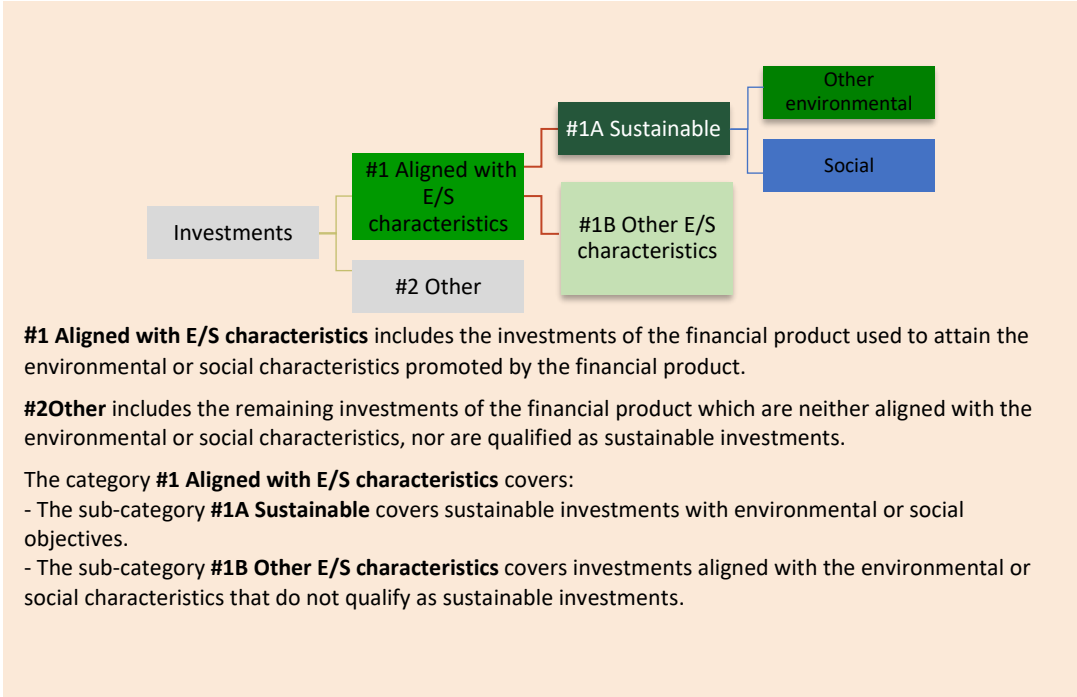 Other
environmental
#1A Sustainable
Social
#1 Aligned with
E/S
characteristics
#1B Other E/S
characteristics
Investments
#2 Other
#1 Aligned with E/S characteristics includes the investments of the financial product used to attain the
environmental or social characteristics promoted by the financial product.
#2Other includes the remaining investments of the financial product which are neither aligned with the
environmental or social characteristics, nor are qualified as sustainable investments.
The category #1 Aligned with E/S characteristics covers:
- The sub-category #1A Sustainable covers sustainable investments with environmental or social
objectives.
- The sub-category #1B Other E/S characteristics covers investments aligned with the environmental or
social characteristics that do not qualify as sustainable investments.